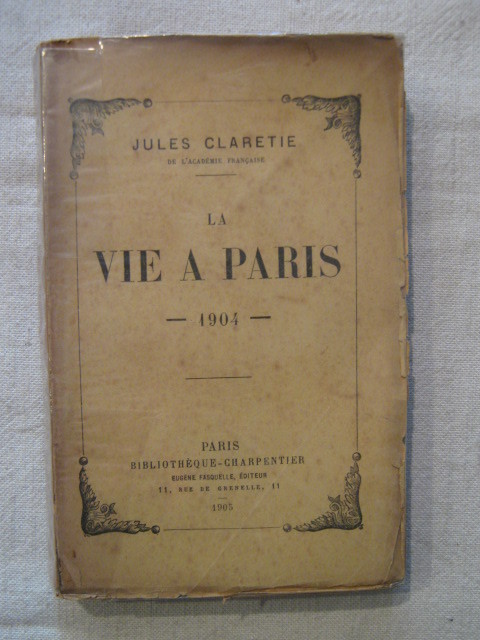 JULES CLARETIE
DE L'ACADÉMIE FRANÇAISE
LA
VIE A PARIS
— 1904 —
PARIS
BIBLIOTHÈQUE-CHARPENTIER
EUGÈNE FASQUELLE, ÉDITEUR
11, RUE DE GRENELLE, 11
1905